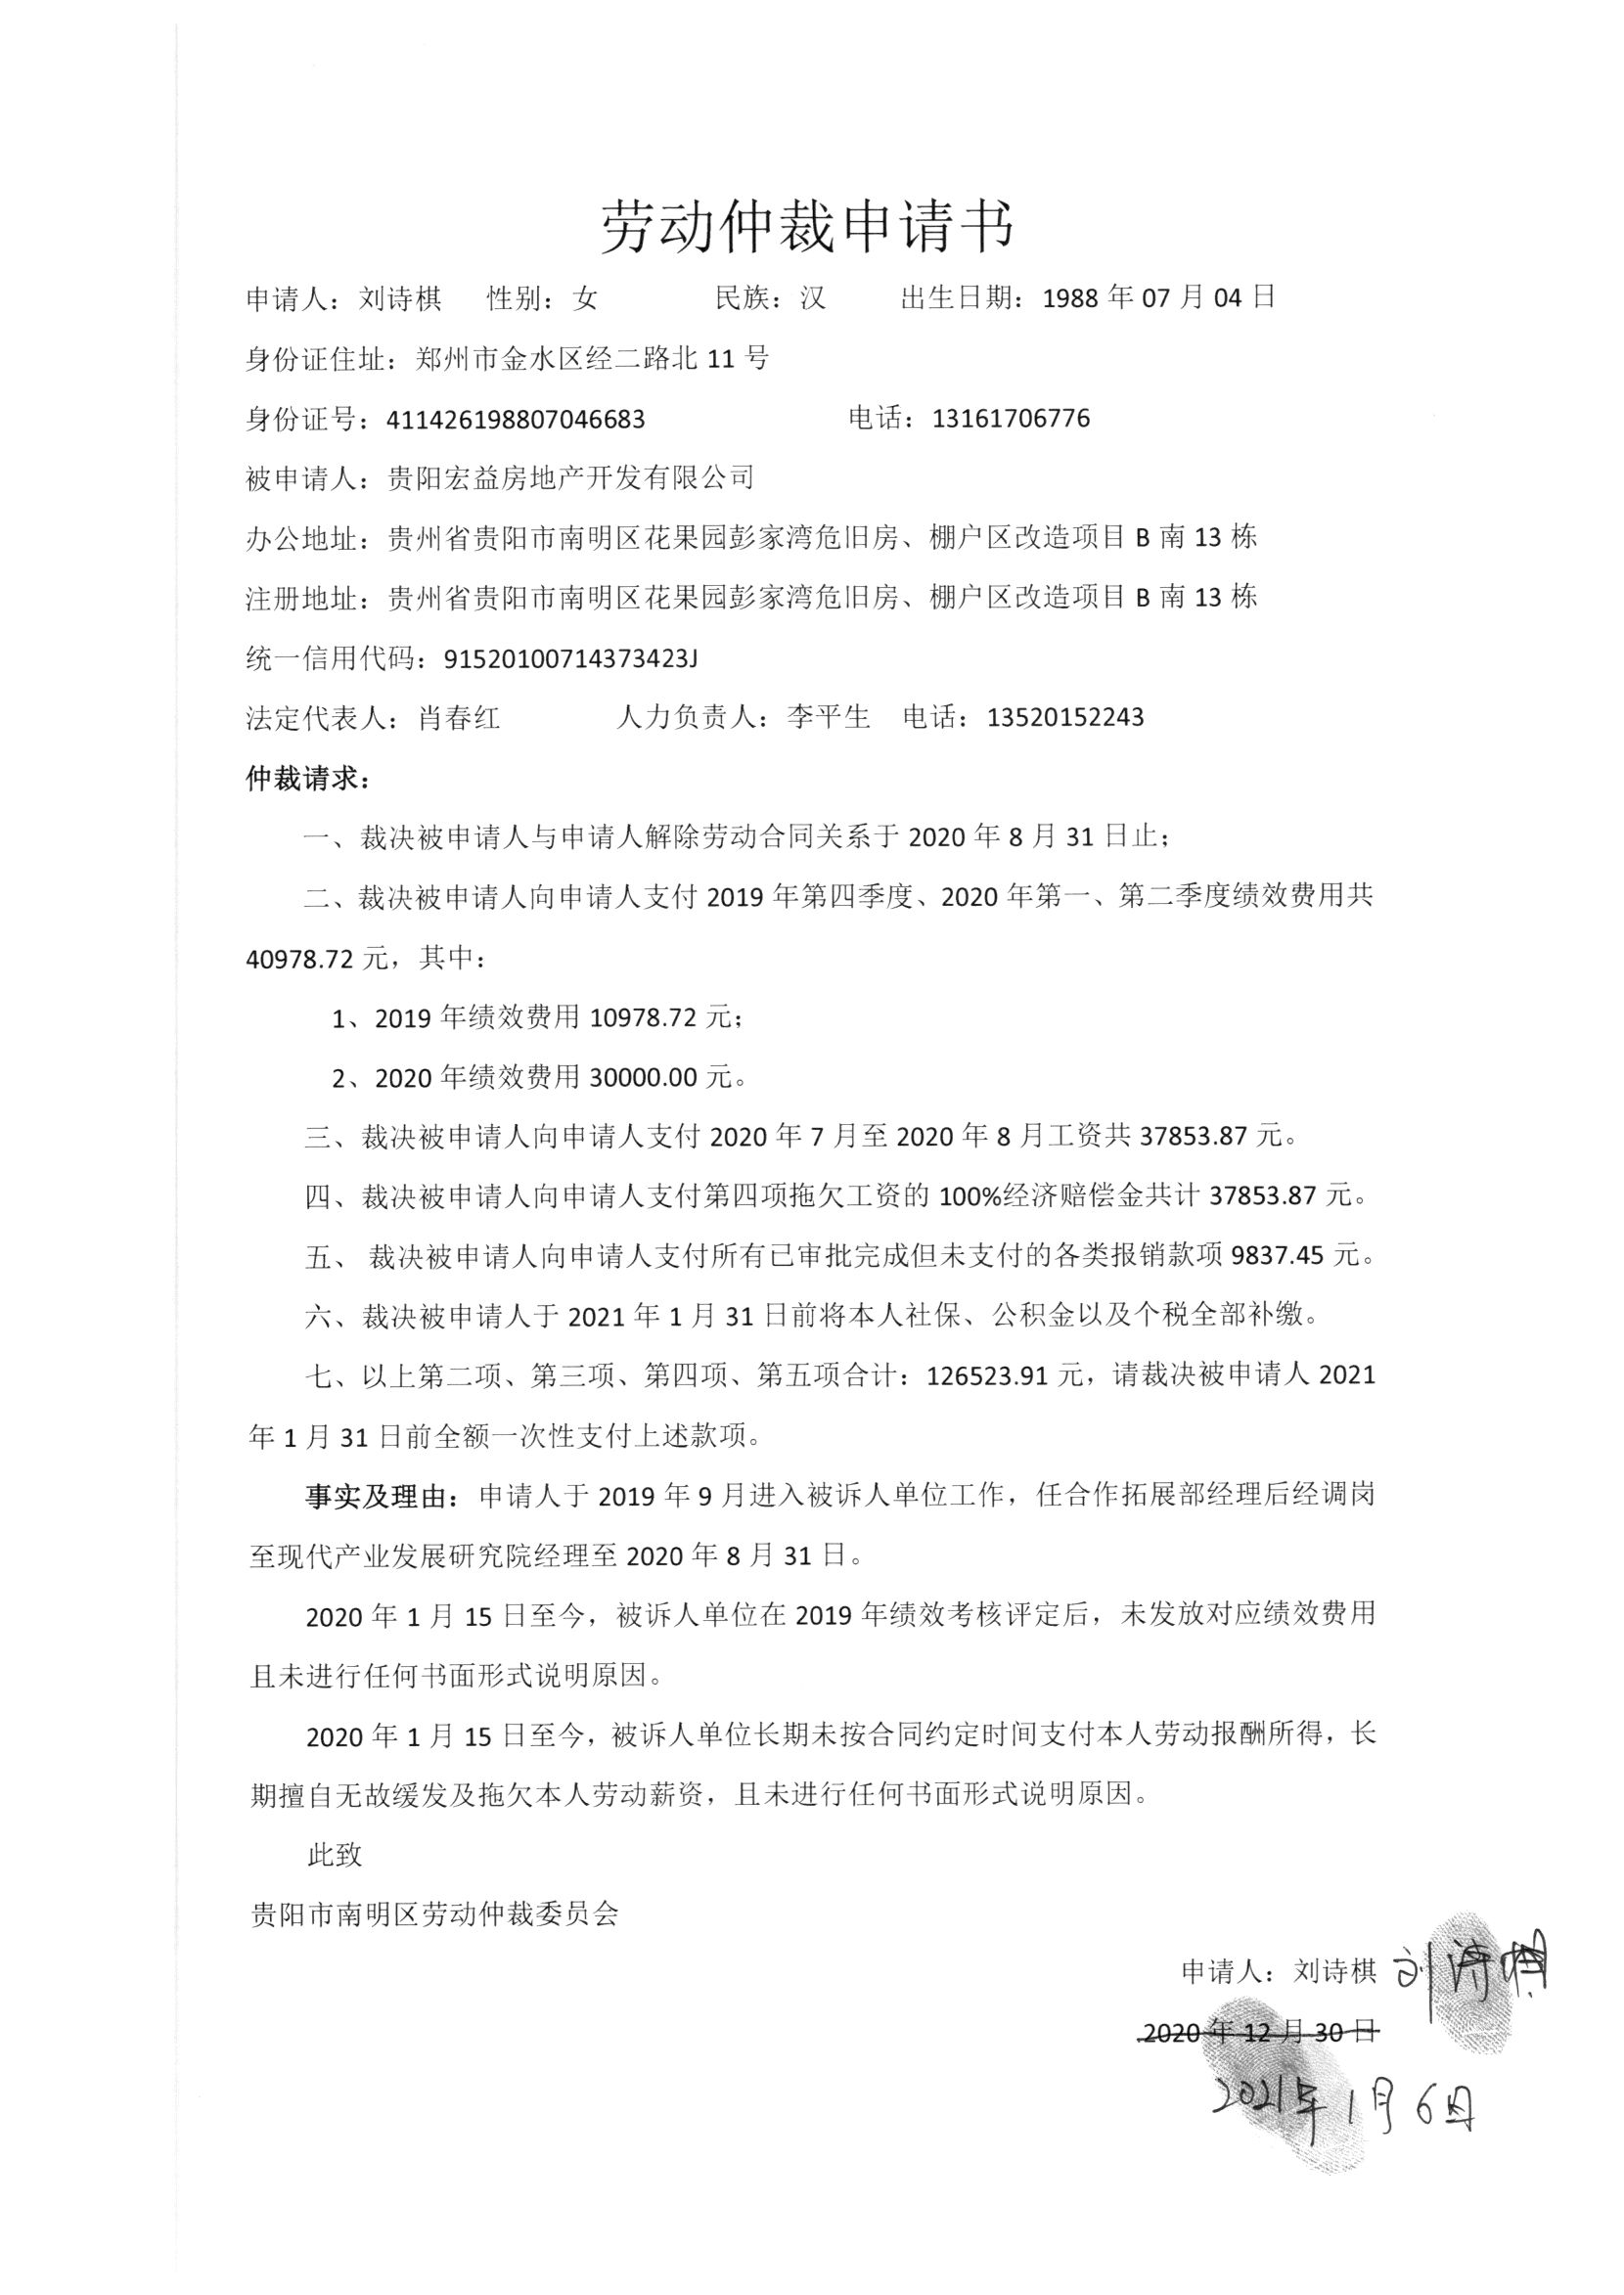 劳动仲裁申请书
申请人：刘诗棋 性别：女 民族：汉 出生日期：1988 年 07 月 04 日
身份证住址：郑州市金水区经二路北 11 号
身份证号：411426198807046683 电话：13161706776
被申请人：贵阳宏益房地产开发有限公司
办公地址：贵州省贵阳市南明区花果园彭家湾危旧房、棚户区改造项目 B 南 13 栋
注册地址：贵州省贵阳市南明区花果园彭家湾危旧房、棚户区改造项目 B 南 13 栋
统一信用代码：91520100714373423J
法定代表人：肖春红 人力负责人：李平生 电话：13520152243
仲裁请求：
一、裁决被申请人与申请人解除劳动合同关系于 2020 年 8 月 31 日止；
二、裁决被申请人向申请人支付 2019 年第四季度、2020 年第一、第二季度绩效费用共
40978.72 元，其中：
1、2019 年绩效费用 10978.72 元；
2、2020 年绩效费用 30000.00 元。
三、裁决被申请人向申请人支付 2020 年 7 月至 2020 年 8 月工资共 37853.87 元。
四、裁决被申请人向申请人支付第四项拖欠工资的 100%经济赔偿金共计 37853.87 元。
五、 裁决被申请人向申请人支付所有已审批完成但未支付的各类报销款项 9837.45 元。
六、裁决被申请人于 2021 年 1 月 31 日前将本人社保、公积金以及个税全部补缴。
七、以上第二项、第三项、第四项、第五项合计：126523.91 元，请裁决被申请人 2021
年 1 月 31 日前全额一次性支付上述款项。
事实及理由：申请人于 2019 年 9 月进入被诉人单位工作，任合作拓展部经理后经调岗
至现代产业发展研究院经理至 2020 年 8 月 31 日。
2020 年 1 月 15 日至今，被诉人单位在 2019 年绩效考核评定后，未发放对应绩效费用
且未进行任何书面形式说明原因。
2020 年 1 月 15 日至今，被诉人单位长期未按合同约定时间支付本人劳动报酬所得，长
期擅自无故缓发及拖欠本人劳动薪资，且未进行任何书面形式说明原因。
此致
贵阳市南明区劳动仲裁委员会
申请人：刘诗棋 刘诗棋
2020 年 12 月 30 日
2021年1月6日